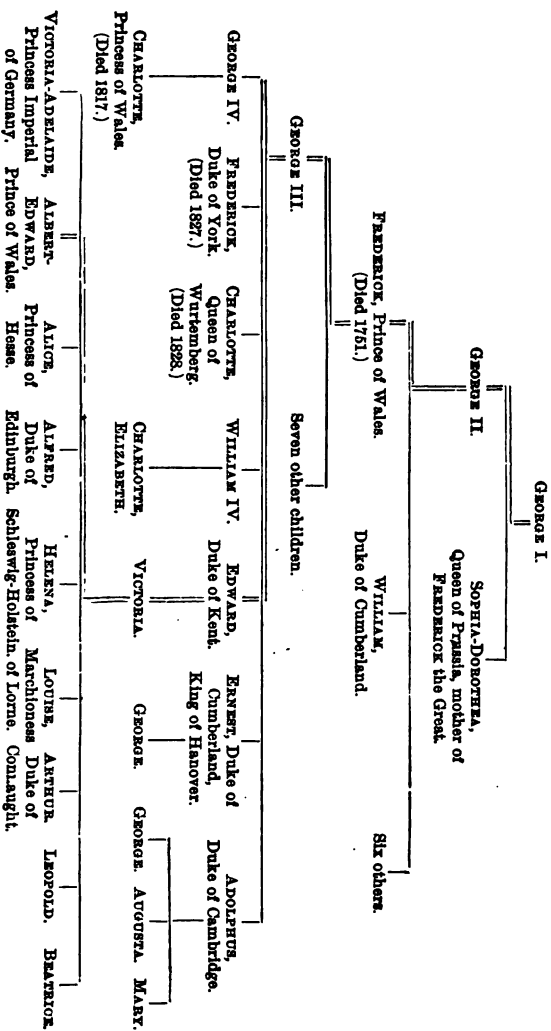 GEORGE I.
GEORGE II.
SOPHIA-DOROTHEA,
Queen of Prussia, mother of
FREDERICK the Great.
FREDERICK, Prince of Wales.
(Died 1751.)
WILLIAM,
Duke of Cumberland.
Six others.
GEORGE III.
Seven other children.
GEORGE IV.
FREDERICK,
Duke of York.
(Died 1827.)
CHARLOTTE,
Queen of
Wurtemberg.
(Died 1828.)
WILLIAM IV.
EDWARD,
Duke of Kent.
ERNEST, Duke of
Cumberland,
King of Hanover.
ADOLPHUS,
Duke of Cambridge.
CHARLOTTE,
Princess of Wales.
(Died 1817.)
CHARLOTTE,
ELIZABETH.
VICTORIA.
GEORGE.
GEORGE. AUGUSTA. MARY.
VICTORIA-ADELAIDE,
Princess Imperial
of Germany.
ALBERT-
EDWARD,
Prince of Wales.
ALICE,
Princess of
Hesse.
ALFRED,
Duke of
Edinburgh.
HELENA,
Princess of
Schleswig-Holstein.
LOUISE,
Marchioness
of Lorne.
ARTHUR
Duke of
Connaught.
LEOPOLD.
BEATRICE.